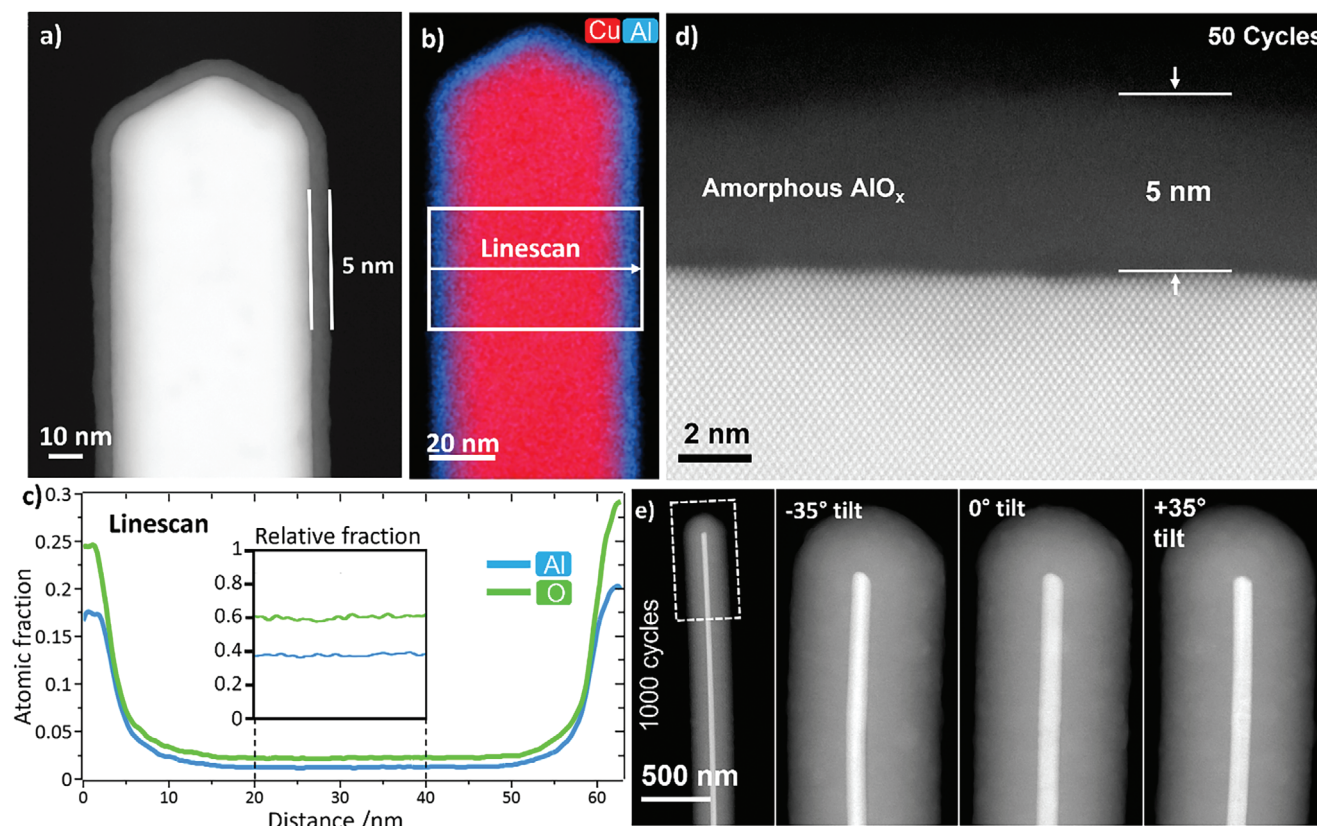 a)
5 nm
10 nm
b)
Cu Al
Linescan
20 nm
d)
50 Cycles
Amorphous AlOₓ
5 nm
2 nm
c)
0.3
0.25
0.2
0.15
0.1
0.05
0
Atomic fraction
Linescan
Relative fraction
1
0.8
0.6
0.4
0.2
0
Al
O
0 10 20 30 40 50 60
Distance /nm
e)
1000 cycles
500 nm
-35° tilt
0° tilt
+35°
tilt